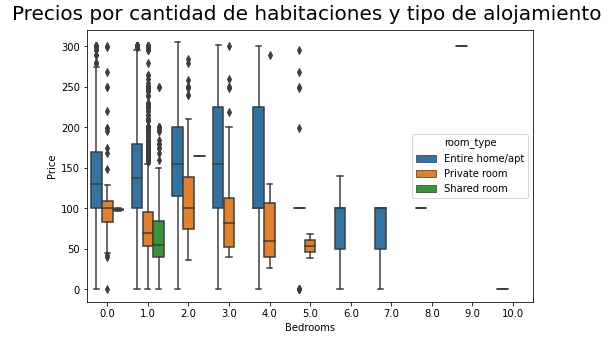 Precios por cantidad de habitaciones y tipo de alojamiento
300
250
200
150
100
50
0
Price
room_type
Entire home/apt
Private room
Shared room
0.0 1.0 2.0 3.0 4.0 5.0 6.0 7.0 8.0 9.0 10.0
Bedrooms